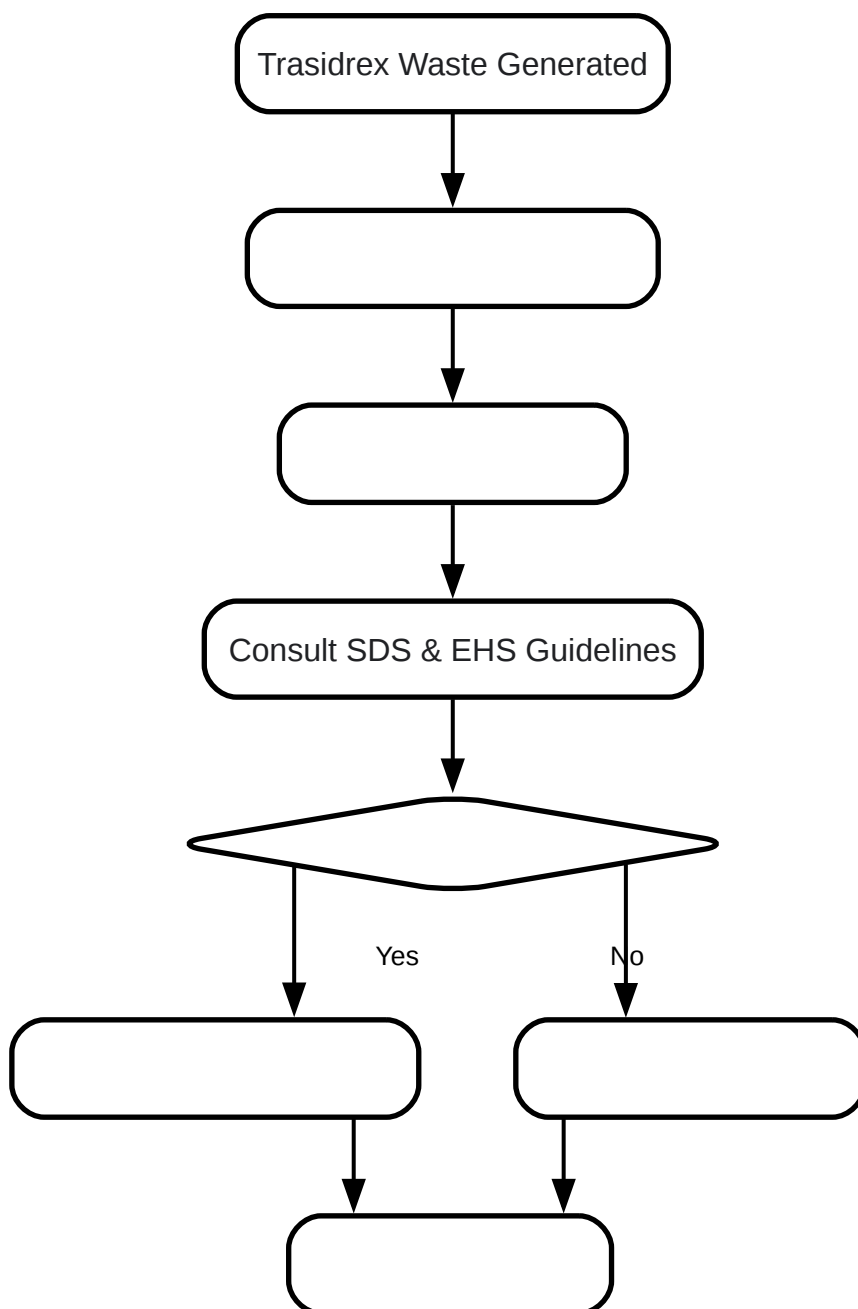 Trasidrex Waste Generated
Consult SDS & EHS Guidelines
Yes
No